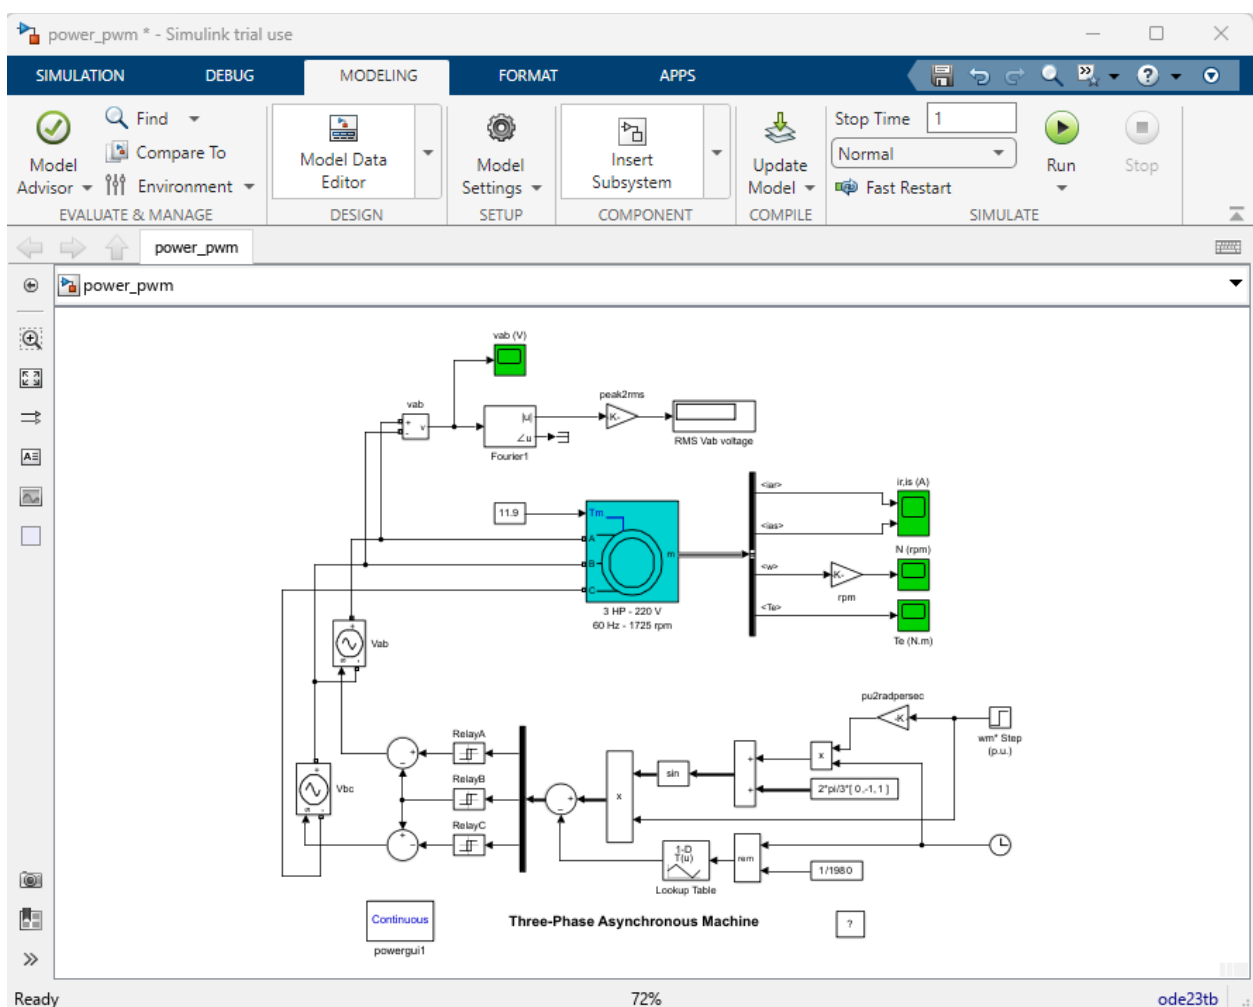 power_pwm * - Simulink trial use
SIMULATION DEBUG MODELING FORMAT APPS
Model Advisor
Find
Compare To
Environment
EVALUATE & MANAGE
Model Data Editor
DESIGN
Model Settings
SETUP
Insert Subsystem
COMPONENT
Update Model
COMPILE
Stop Time 1
Normal
Fast Restart
Run
Stop
SIMULATE
power_pwm
power_pwm
vab (V)
peak2rms
vab
+
-
v
|u|
∠u
-K-
RMS Vab voltage
Fourier1
11.9
Tm
A
B
C
m
3 HP - 220 V
60 Hz - 1725 rpm
<iar>
<ias>
<w>
<Te>
ir,is (A)
N (rpm)
-K-
rpm
Te (N.m)
Vab
Vbc
RelayA
RelayB
RelayC
x
sin
+
+
x
pu2radpersec
-K-
wm* Step
(p.u.)
2*pi/3*[ 0,-1, 1 ]
1-D
T(u)
Lookup Table
rem
1/1980
Continuous
powergui1
Three-Phase Asynchronous Machine
?
Ready 72% ode23tb